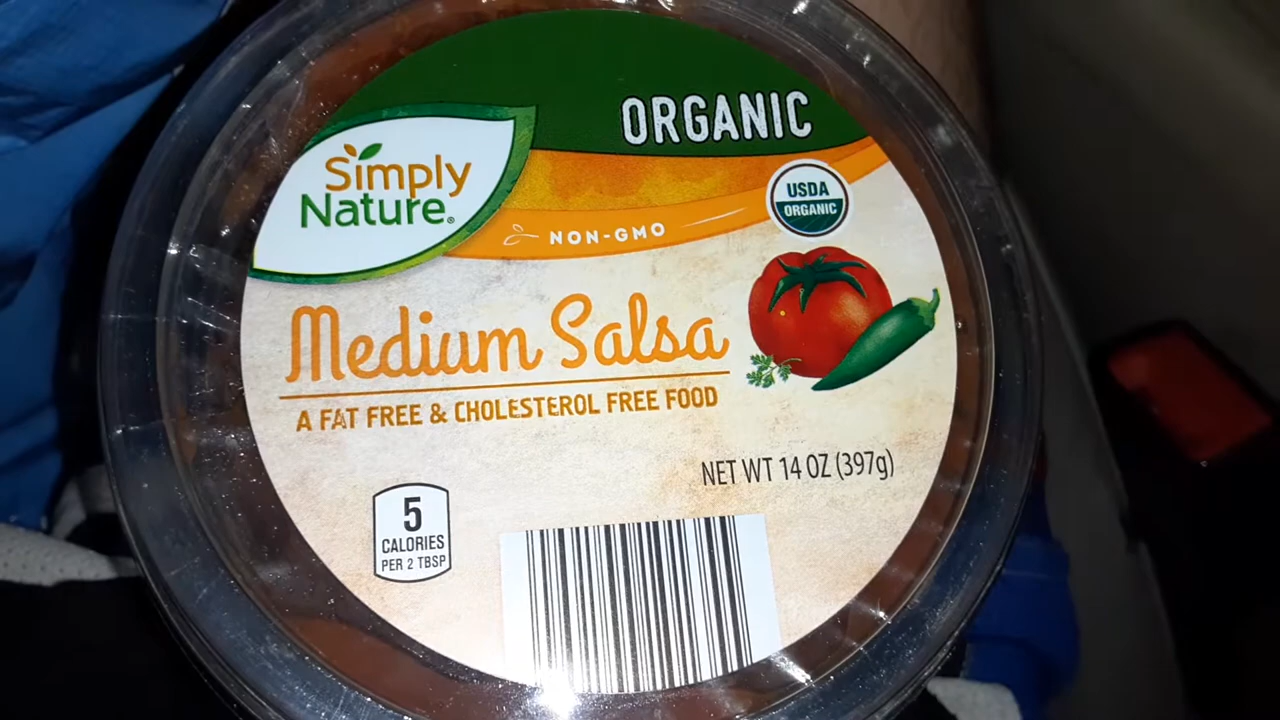 ORGANIC
Simply
Nature®
NON-GMO
USDA
ORGANIC
Medium Salsa
A FAT FREE & CHOLESTEROL FREE FOOD
NET WT 14 OZ (397g)
5
CALORIES
PER 2 TBSP